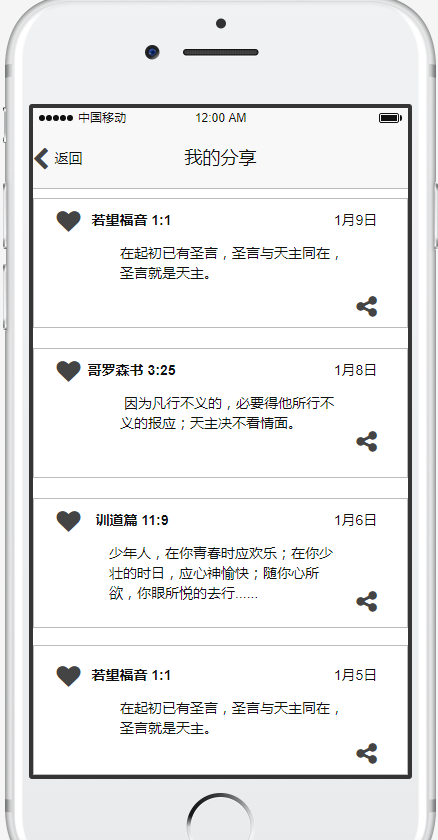 中国移动 12:00 AM
返回 我的分享
若望福音 1:1 1月9日
在起初已有圣言，圣言与天主同在，
圣言就是天主。
哥罗森书 3:25 1月8日
因为凡行不义的，必要得他所行不
义的报应；天主决不看情面。
训道篇 11:9 1月6日
少年人，在你青春时应欢乐；在你少
壮的时日，应心神愉快；随你心所
欲，你眼所悦的去行......
若望福音 1:1 1月5日
在起初已有圣言，圣言与天主同在，
圣言就是天主。